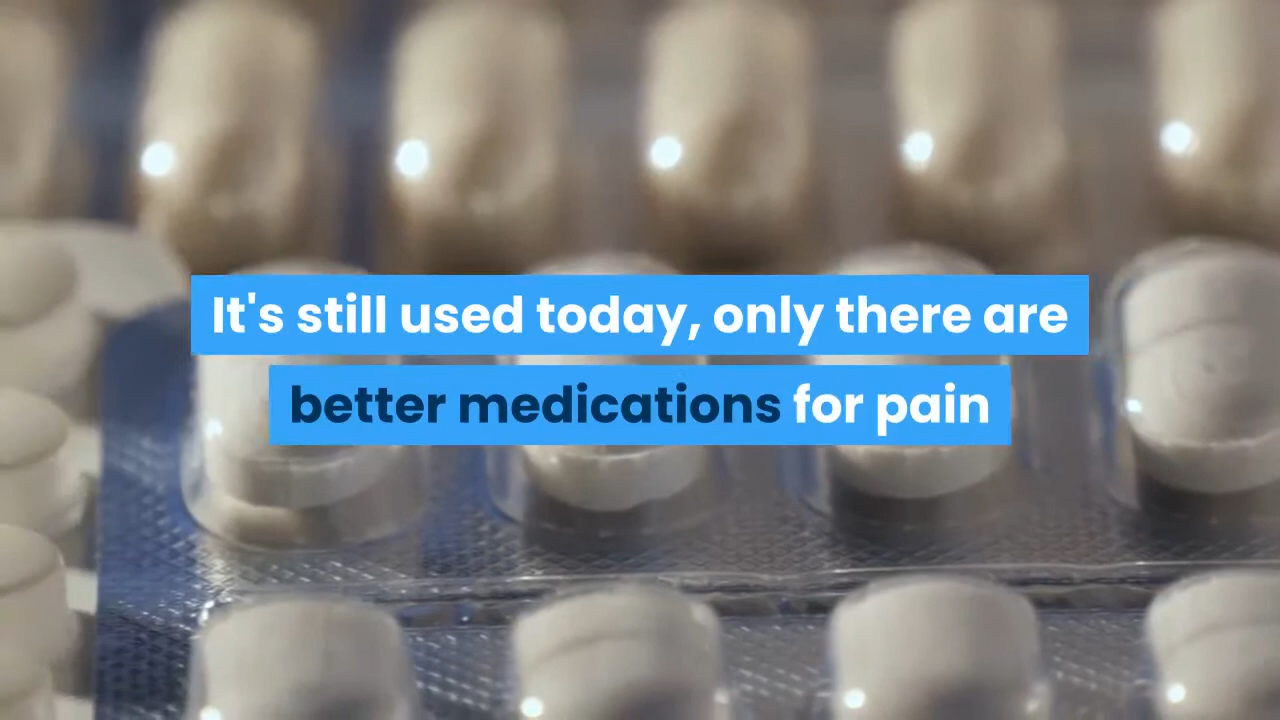 It's still used today, only there are
better medications for pain